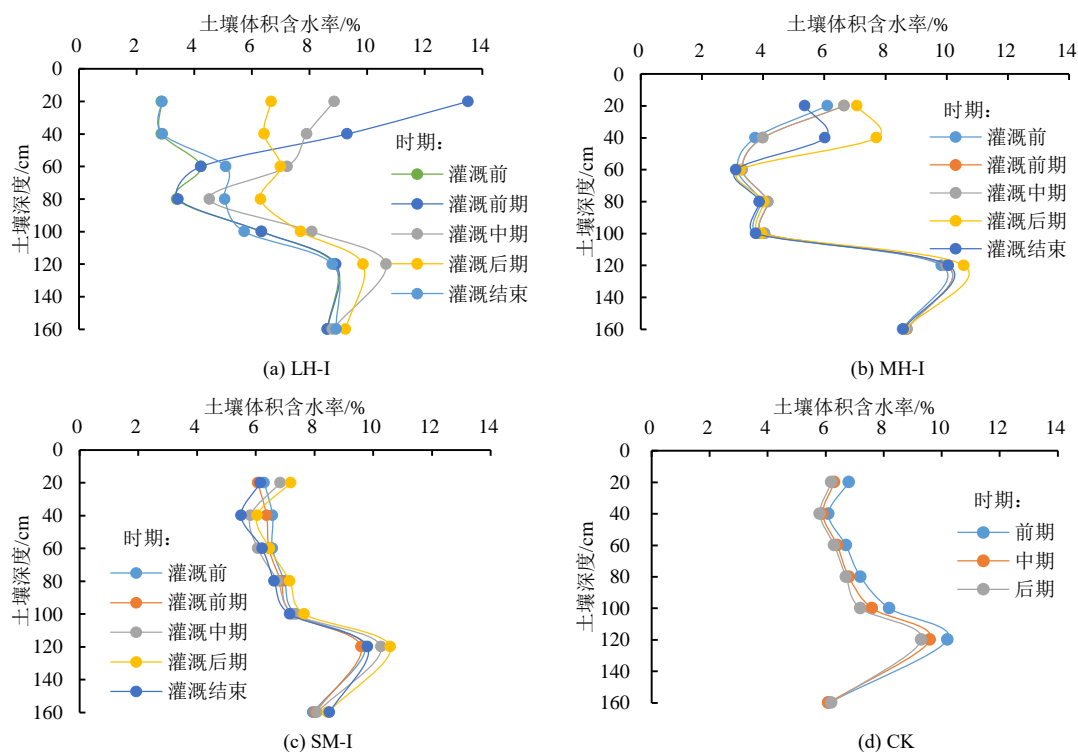 土壤体积含水率/%
0 2 4 6 8 10 12 14
0
20
40
60
80
100
120
140
160
土壤深度/cm
时期：
灌溉前
灌溉前期
灌溉中期
灌溉后期
灌溉结束
(a) LH-I
土壤体积含水率/%
0 2 4 6 8 10 12 14
0
20
40
60
80
100
120
140
160
土壤深度/cm
时期：
灌溉前
灌溉前期
灌溉中期
灌溉后期
灌溉结束
(b) MH-I
土壤体积含水率/%
0 2 4 6 8 10 12 14
0
20
40
60
80
100
120
140
160
土壤深度/cm
时期：
灌溉前
灌溉前期
灌溉中期
灌溉后期
灌溉结束
(c) SM-I
土壤体积含水率/%
0 2 4 6 8 10 12 14
0
20
40
60
80
100
120
140
160
土壤深度/cm
时期：
前期
中期
后期
(d) CK